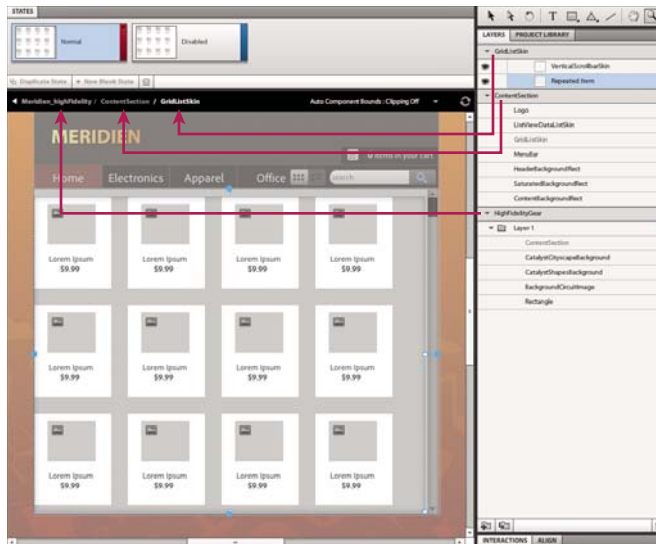 STATES
Normal
Disabled
Duplicate State + New Blank State
Meridien_highFidelity / ContentSection / GridListSkin
Auto Component Bounds : Clipping Off
MERIDIEN
0 items in your cart
Home Electronics Apparel Office search
Lorem Ipsum Lorem Ipsum Lorem Ipsum Lorem Ipsum
$9.99 $9.99 $9.99 $9.99
Lorem Ipsum Lorem Ipsum Lorem Ipsum Lorem Ipsum
$9.99 $9.99 $9.99 $9.99
Lorem Ipsum Lorem Ipsum Lorem Ipsum Lorem Ipsum
$9.99 $9.99 $9.99 $9.99
LAYERS PROJECT LIBRARY
GridListSkin
VerticalScrollbarSkin
Repeated Item
ContentSection
Logo
ListViewDataListSkin
GridListSkin
MenuBar
HeaderBackgroundRect
SaturatedBackgroundRect
ContentBackgroundRect
HighFidelityGear
Layer 1
ContentSection
CatalystCityscapeBackground
CatalystShapesBackground
BackgroundCircuitImage
Rectangle
INTERACTIONS ALIGN